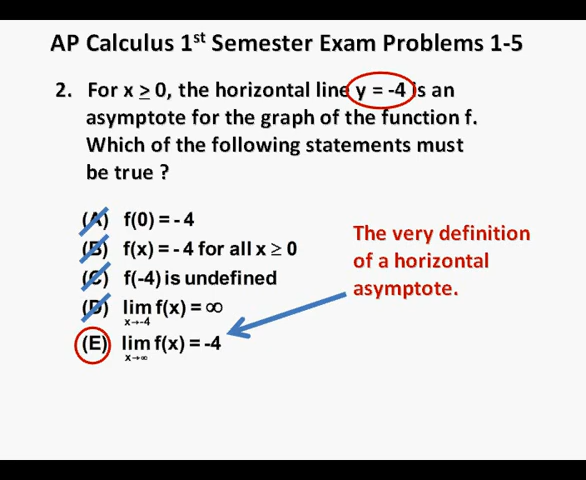 AP Calculus 1st Semester Exam Problems 1-5
2. For x ≥ 0, the horizontal line y = -4 is an
asymptote for the graph of the function f.
Which of the following statements must
be true ?
(A) f(0) = - 4
(B) f(x) = - 4 for all x ≥ 0
(C) f(-4) is undefined
(D) lim f(x) = ∞
x→-4
(E) lim f(x) = -4
x→∞
The very definition
of a horizontal
asymptote.